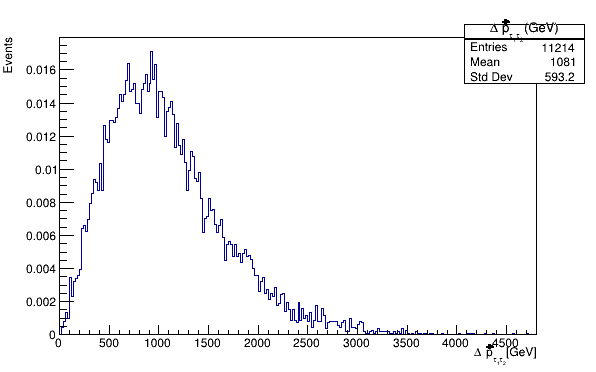 Δ p⃗τ₁τ₂(GeV)
Entries 11214
Mean 1081
Std Dev 593.2
Events
0.016
0.014
0.012
0.01
0.008
0.006
0.004
0.002
0
0 500 1000 1500 2000 2500 3000 3500 4000 4500
Δ p⃗τ₁τ₂[GeV]